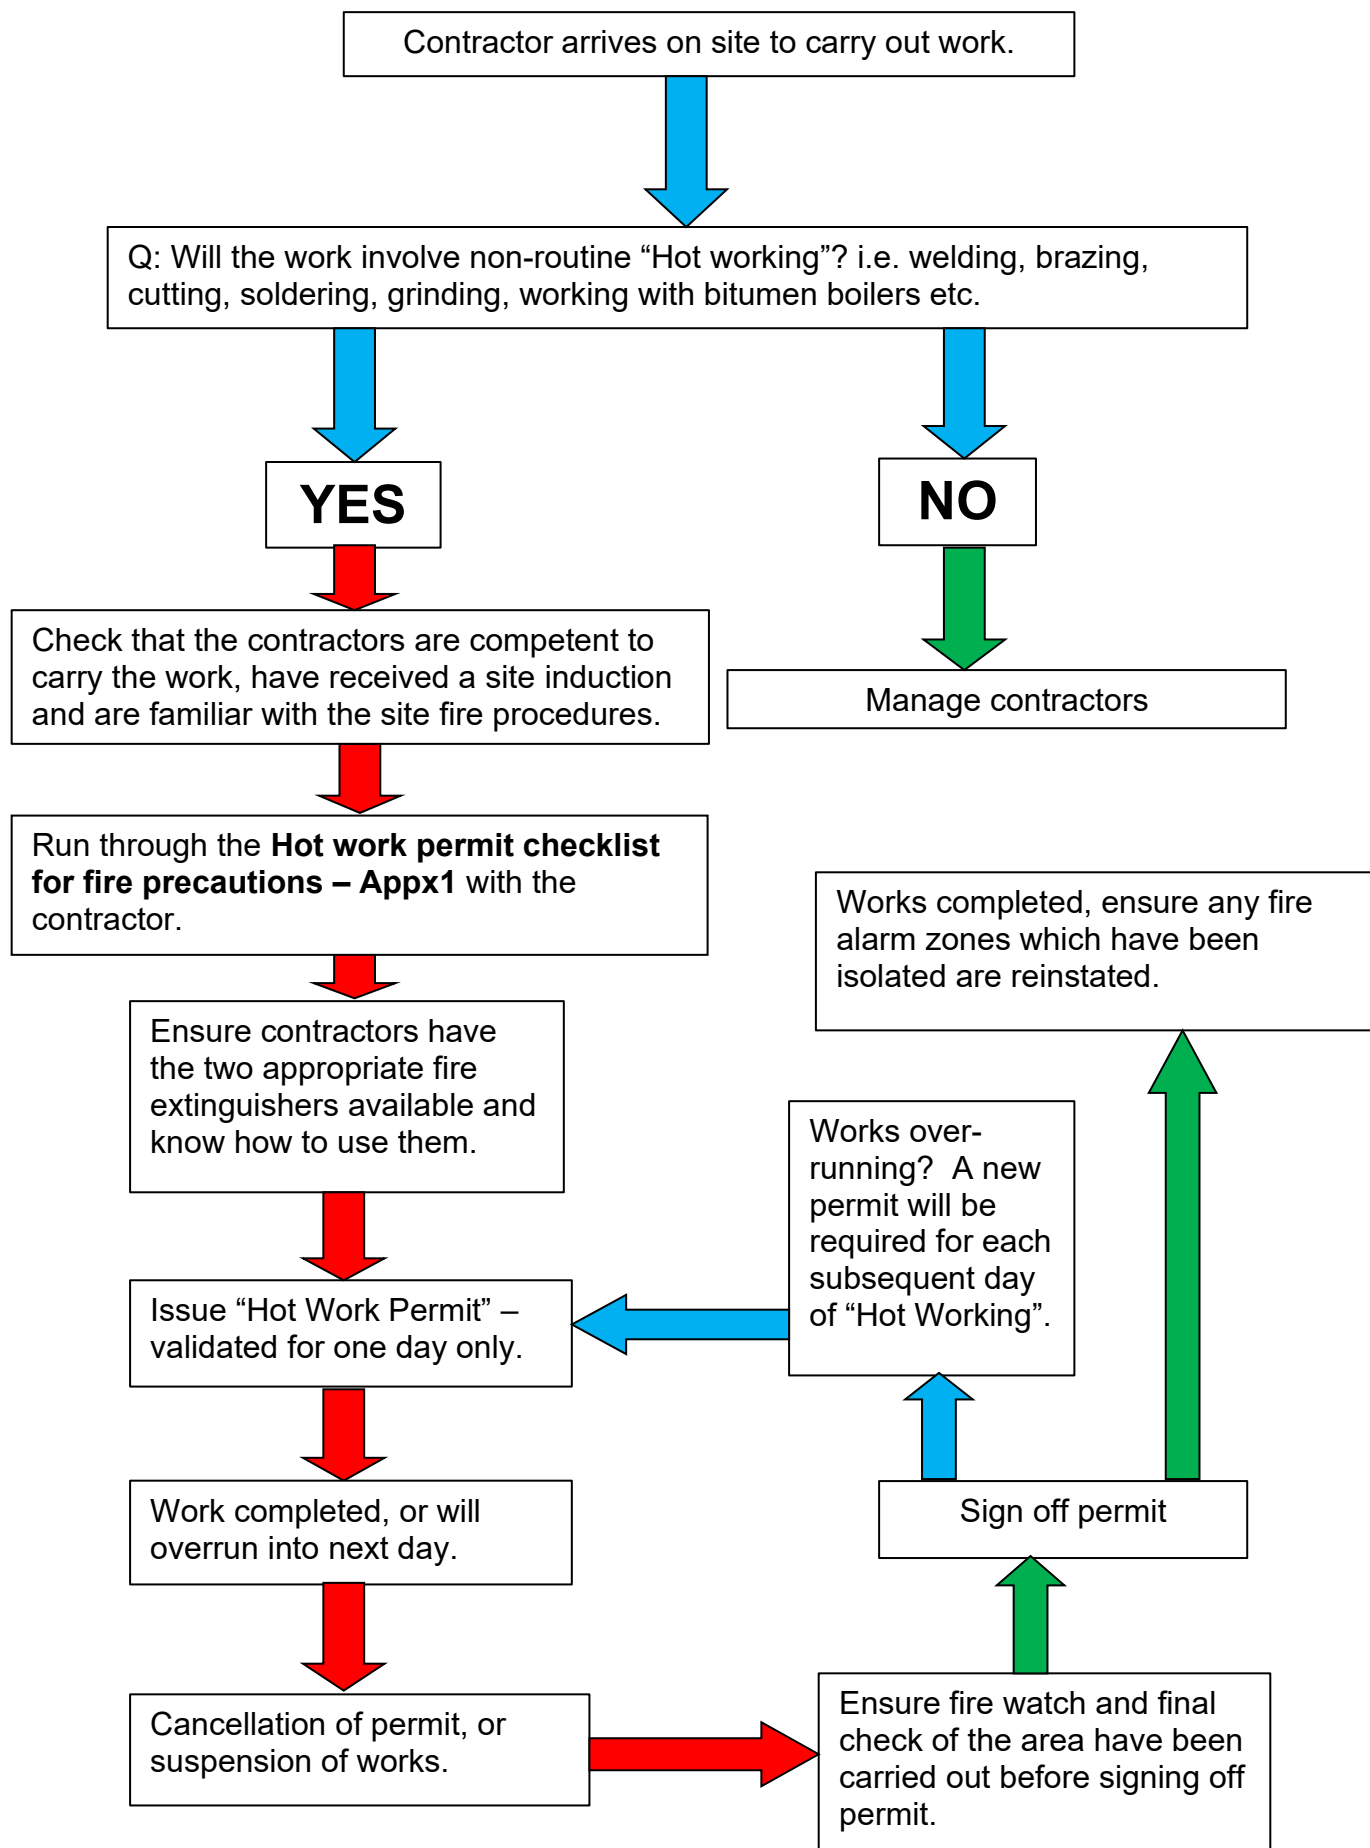 Contractor arrives on site to carry out work.
Q: Will the work involve non-routine “Hot working”? i.e. welding, brazing,
cutting, soldering, grinding, working with bitumen boilers etc.
YES
NO
Check that the contractors are competent to
carry the work, have received a site induction
and are familiar with the site fire procedures.
Manage contractors
Run through the Hot work permit checklist
for fire precautions – Appx1 with the
contractor.
Works completed, ensure any fire
alarm zones which have been
isolated are reinstated.
Ensure contractors have
the two appropriate fire
extinguishers available and
know how to use them.
Works over-
running?  A new
permit will be
required for each
subsequent day
of “Hot Working”.
Issue “Hot Work Permit” –
validated for one day only.
Work completed, or will
overrun into next day.
Sign off permit
Cancellation of permit, or
suspension of works.
Ensure fire watch and final
check of the area have been
carried out before signing off
permit.